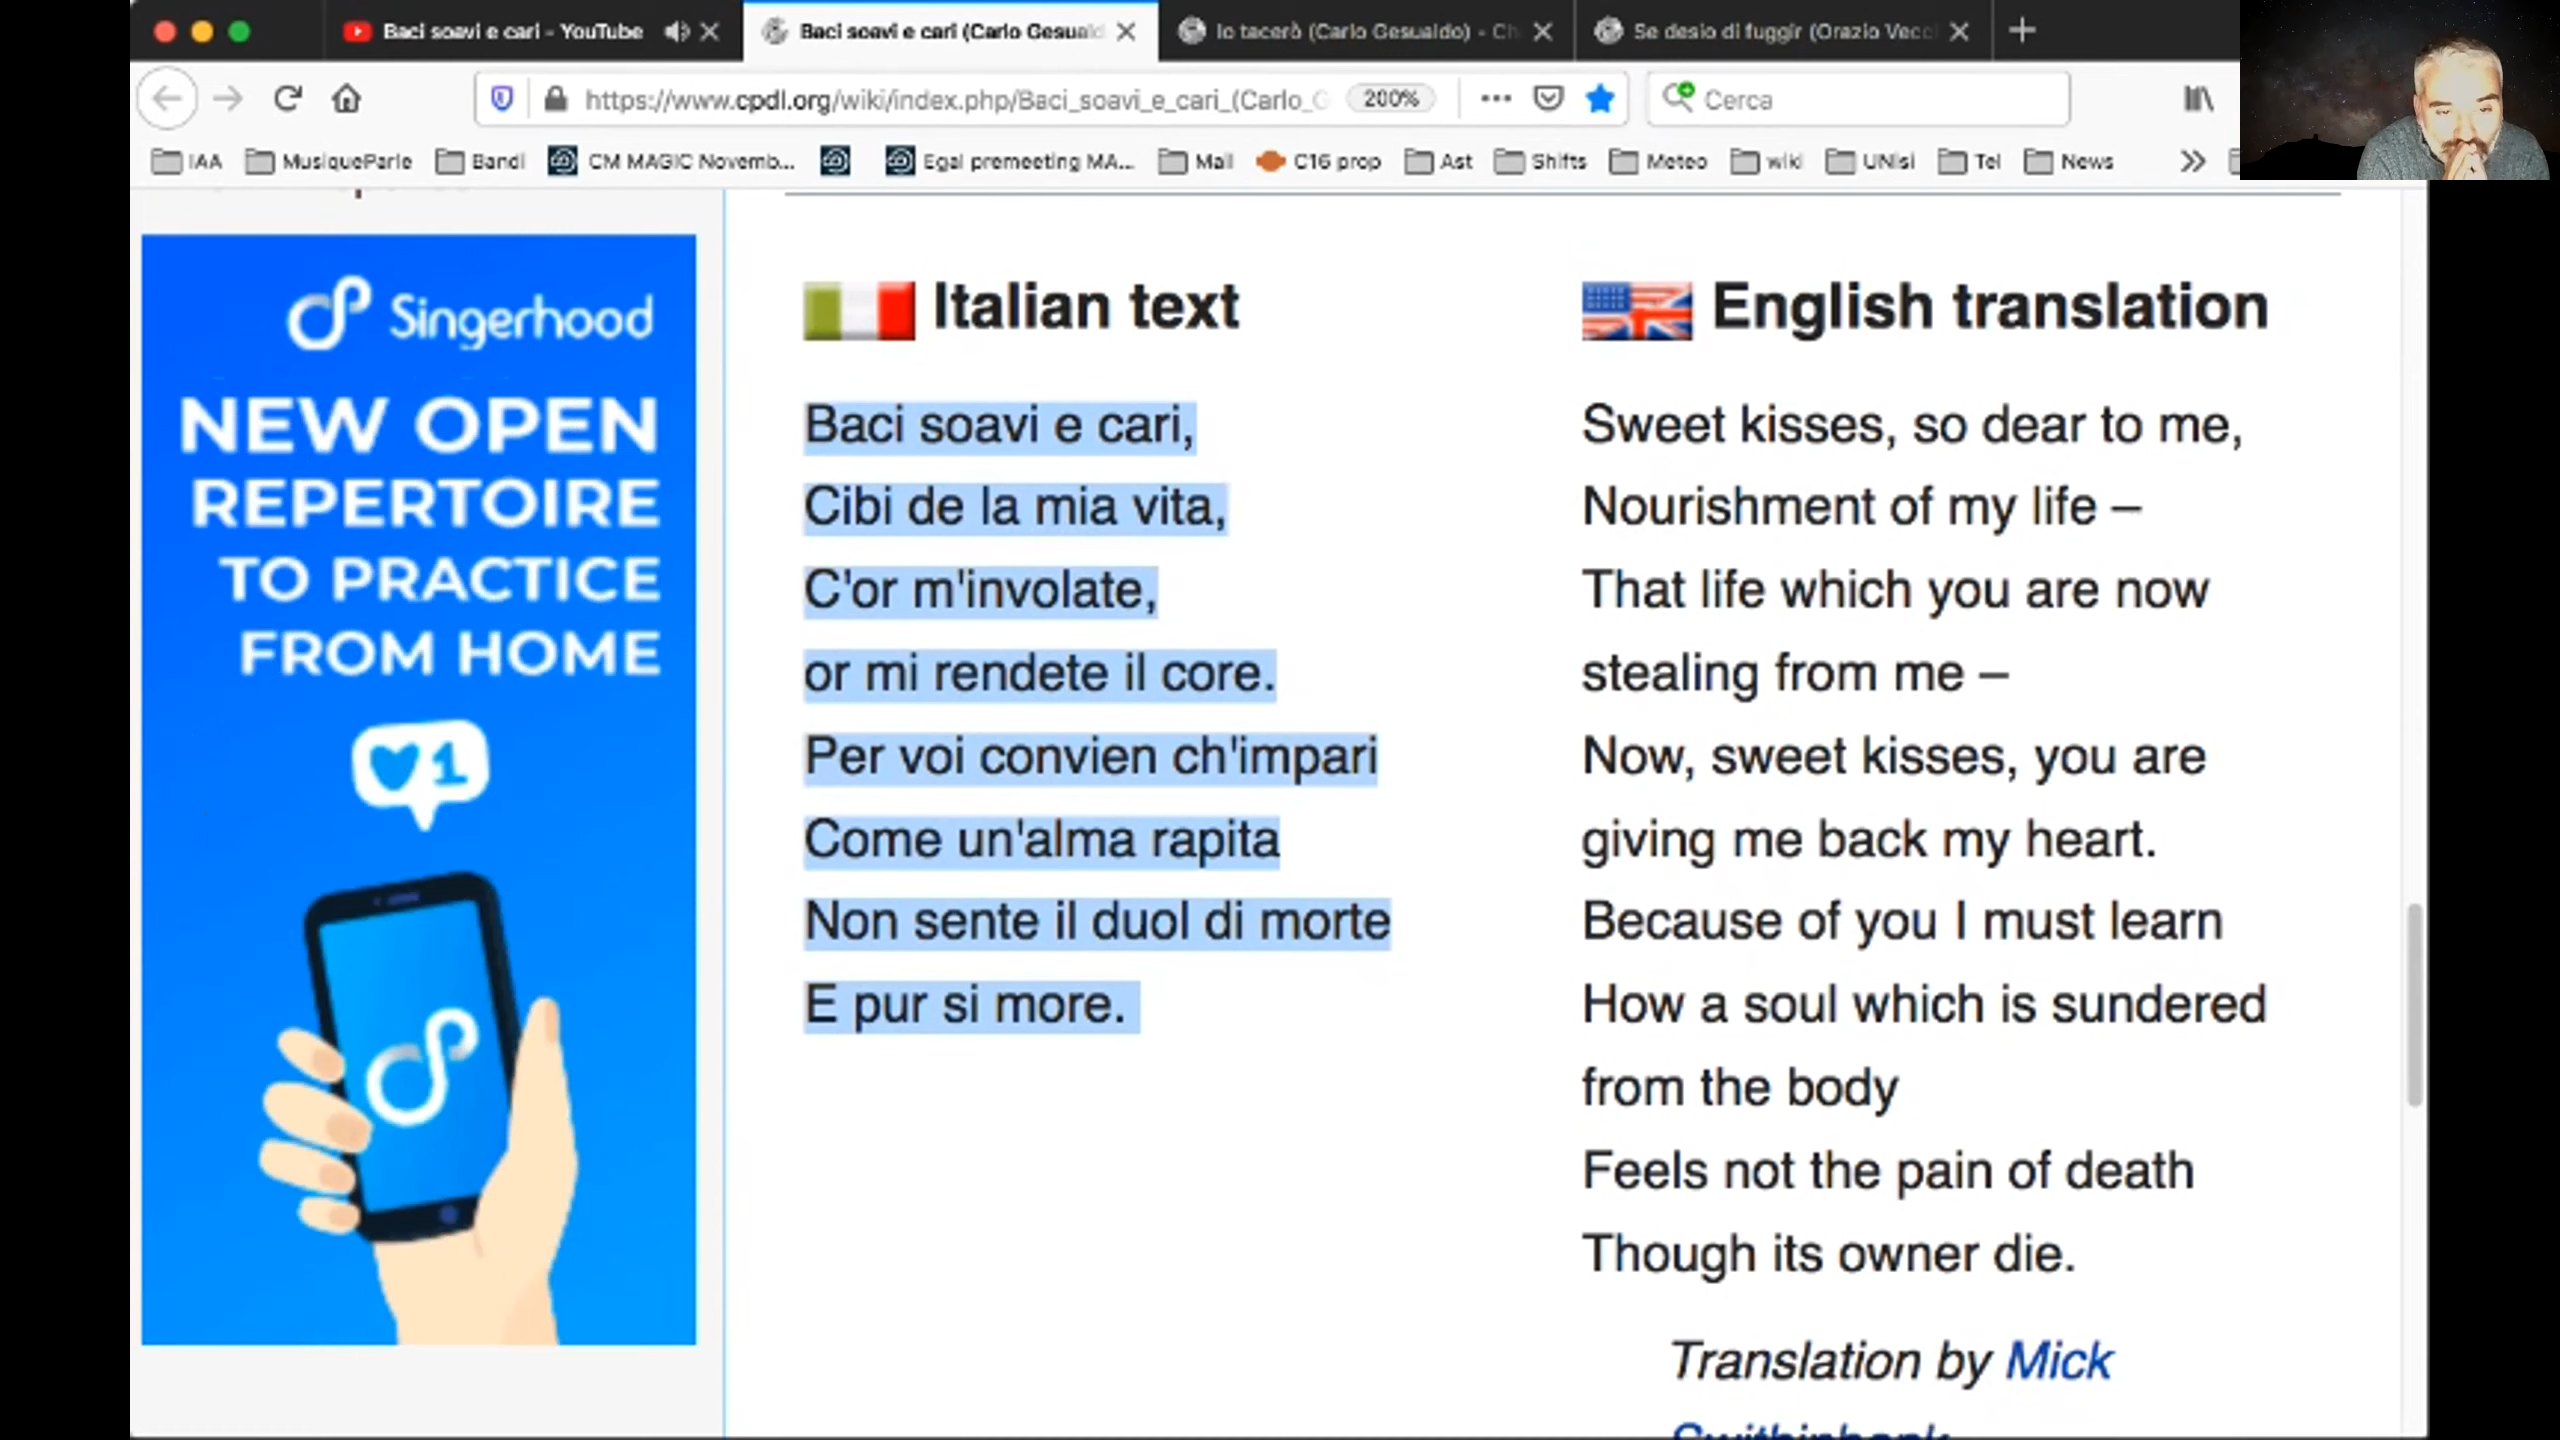 Baci soavi e cari - YouTube
Baci soavi e cari (Carlo Gesuald
Io tacerò (Carlo Gesualdo) - Ch
Se desio di fuggir (Orazio Vecc
https://www.cpdl.org/wiki/index.php/Baci_soavi_e_cari_(Carlo_G
200%
Cerca
IAA
MusiqueParle
Bandi
CM MAGIC Novemb...
Egal premeeting MA...
Mail
C16 prop
Ast
Shifts
Meteo
wiki
UNIsi
Tel
News
Singerhood
NEW OPEN
REPERTOIRE
TO PRACTICE
FROM HOME
1
Italian text
Baci soavi e cari,
Cibi de la mia vita,
C'or m'involate,
or mi rendete il core.
Per voi convien ch'impari
Come un'alma rapita
Non sente il duol di morte
E pur si more.
English translation
Sweet kisses, so dear to me,
Nourishment of my life –
That life which you are now
stealing from me –
Now, sweet kisses, you are
giving me back my heart.
Because of you I must learn
How a soul which is sundered
from the body
Feels not the pain of death
Though its owner die.
Translation by Mick